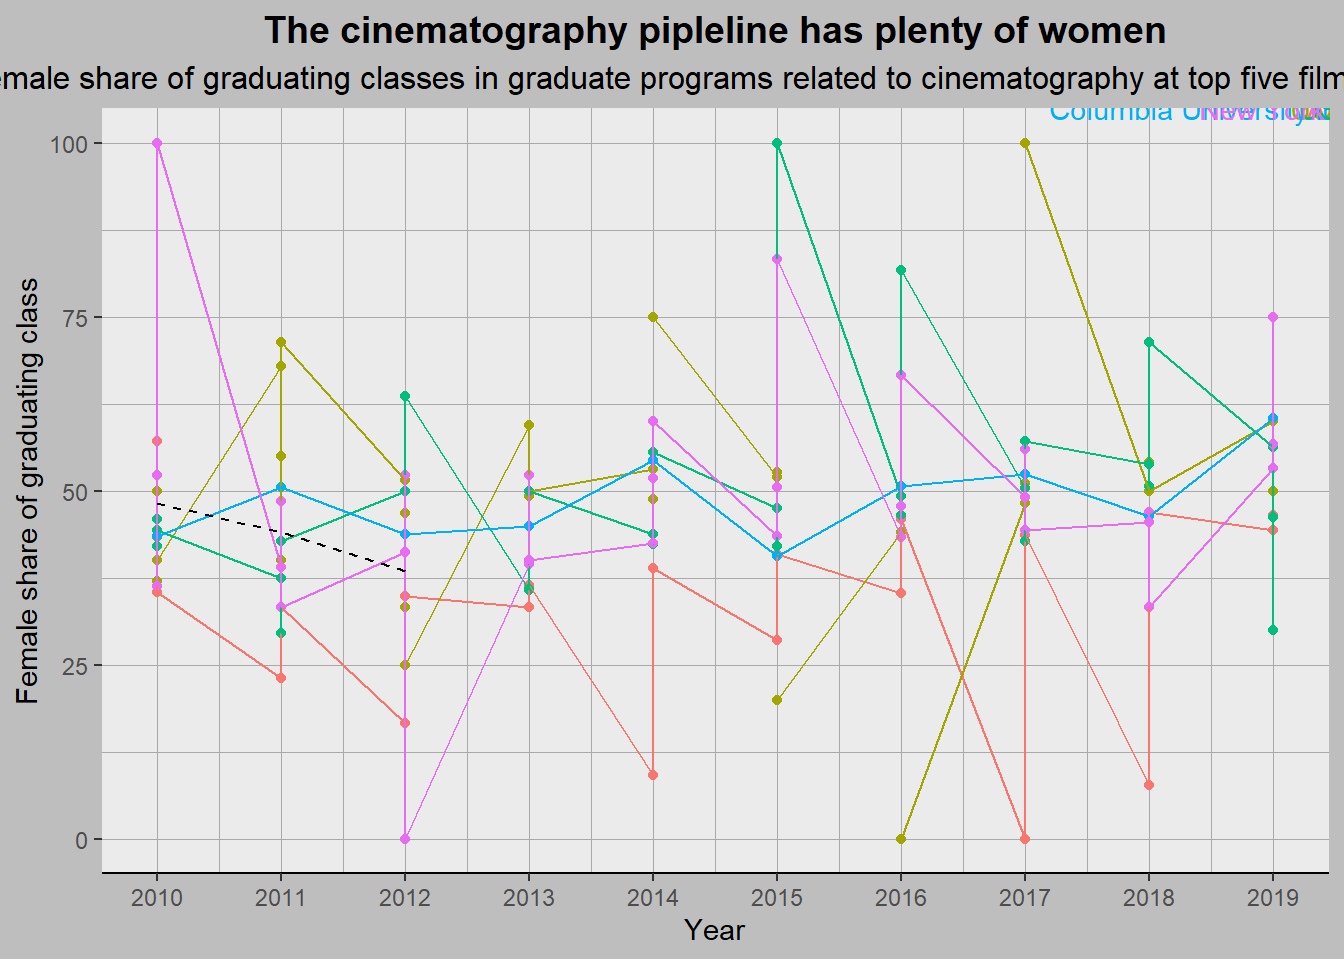 The cinematography pipleline has plenty of women
emale share of graduating classes in graduate programs related to cinematography at top five film
Columbia University
100
75
50
25
0
Female share of graduating class
2010 2011 2012 2013 2014 2015 2016 2017 2018 2019
Year